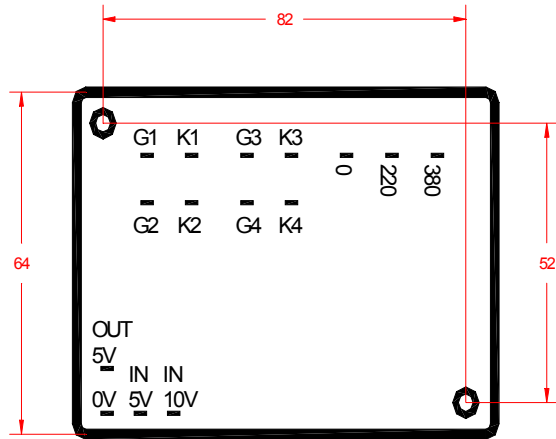 82
G1 K1 G3 K3
0 220 380
G2 K2 G4 K4
64
52
OUT
5V
IN IN
0V 5V 10V